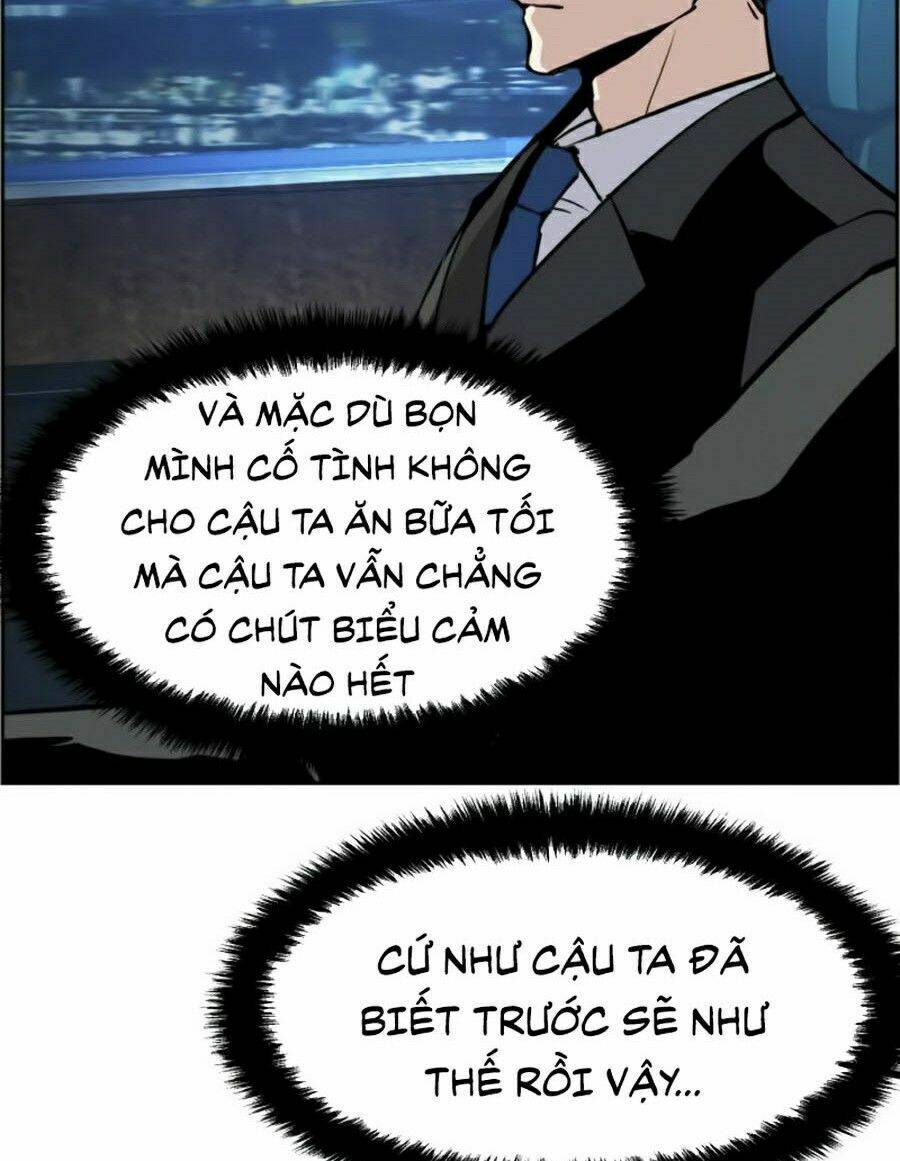 VÀ MẶC DÙ BỌN
MÌNH CỐ TÌNH KHÔNG
CHO CẬU TA ĂN BỮA TỐI
MÀ CẬU TA VẪN CHẲNG
CÓ CHÚT BIỂU CẢM
NÀO HẾT
CỨ NHƯ CẬU TA ĐÃ
BIẾT TRƯỚC SẼ NHƯ
THẾ RỒI VẬY...